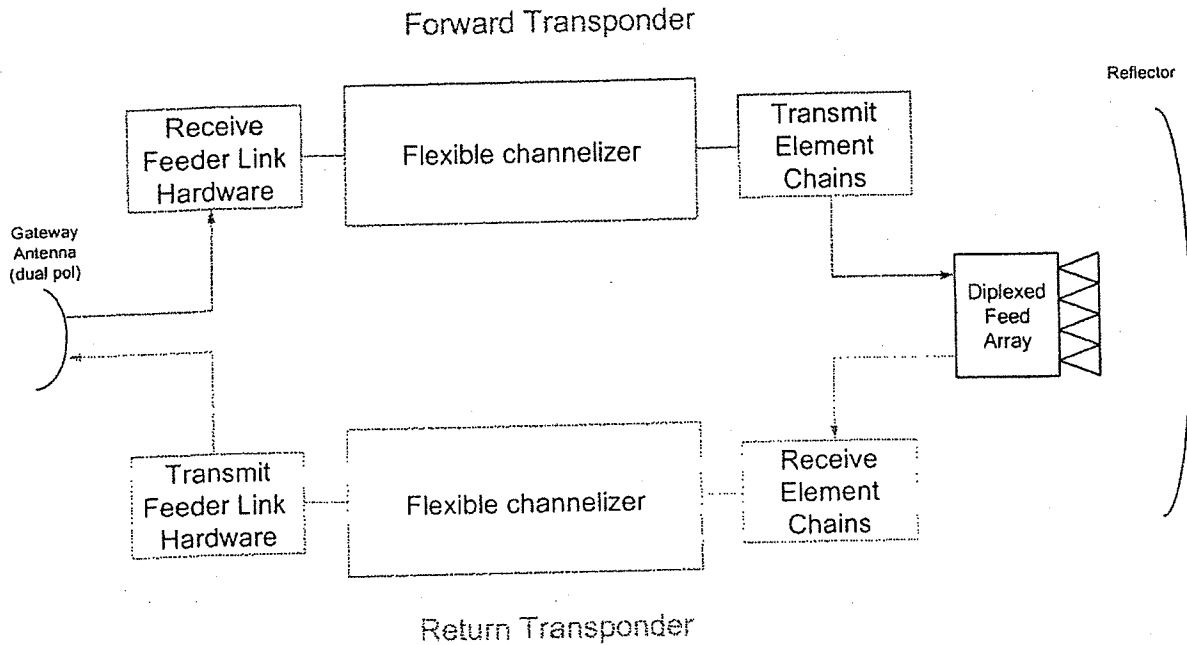 Forward Transponder
Reflector
Receive
Feeder Link
Hardware
Flexible channelizer
Transmit
Element
Chains
Gateway
Antenna
(dual pol)
Diplexed
Feed
Array
Transmit
Feeder Link
Hardware
Flexible channelizer
Receive
Element
Chains
Return Transponder